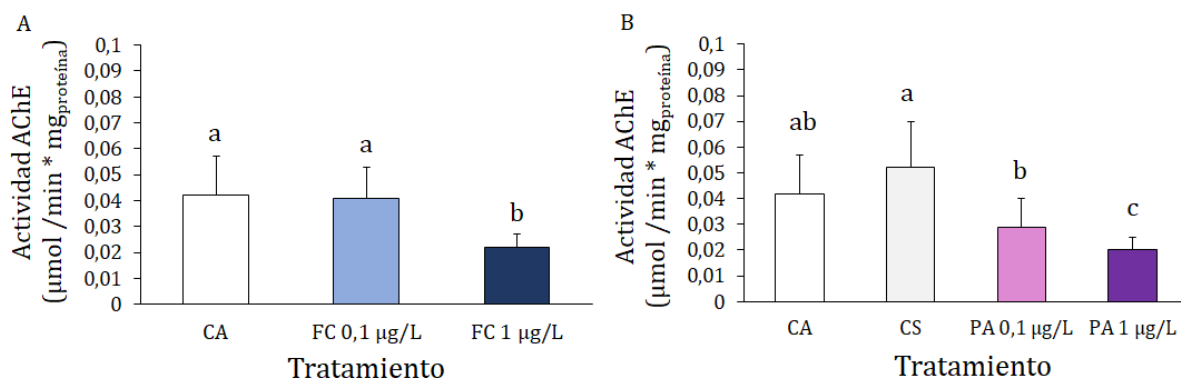 A
Actividad AChE
(µmol /min * mgproteína)
0,1
0,09
0,08
0,07
0,06
0,05
0,04
0,03
0,02
0,01
0
a
a
b
CA
FC 0,1 µg/L
FC 1 µg/L
Tratamiento
B
Actividad AChE
(µmol /min * mgproteína)
0,1
0,09
0,08
0,07
0,06
0,05
0,04
0,03
0,02
0,01
0
ab
a
b
c
CA
CS
PA 0,1 µg/L
PA 1 µg/L
Tratamiento